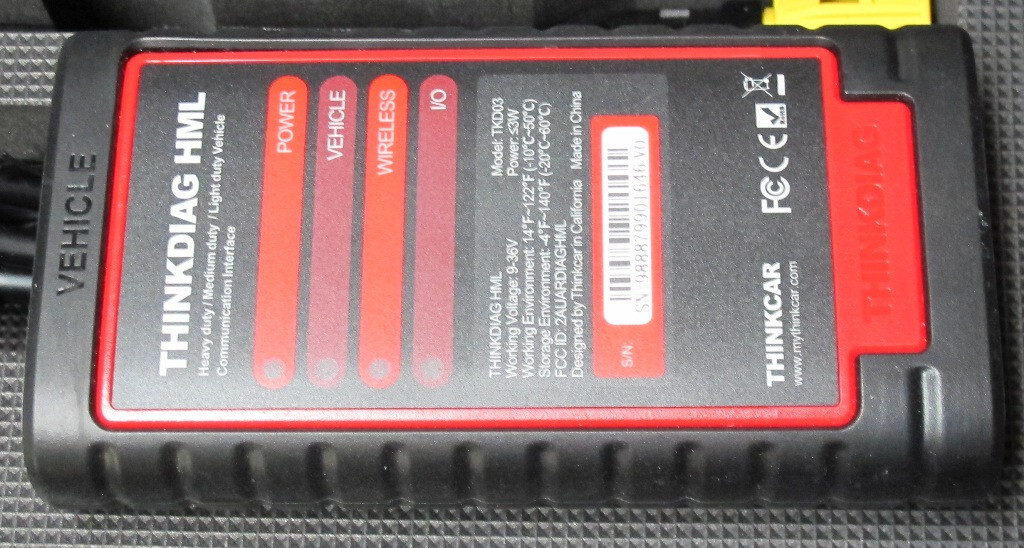 VEHICLE
THINKDIAG HML
Heavy duty / Medium duty / Light duty Vehicle
Communication Interface
POWER
VEHICLE
WIRELESS
I/O
THINKDIAG HML Model: TKD03
Working Voltage: 9-36V Power: ≤3W
Working Environment: 14°F~122°F (-10°C~50°C)
Storage Environment: -4°F~140°F (-20°C~60°C)
FCC ID: 2AUARDIAGHML
Designed by Thinkcar in California Made in China
S/N:
THINKCAR
www.mythinkcar.com
FC CE
THINKDIAG